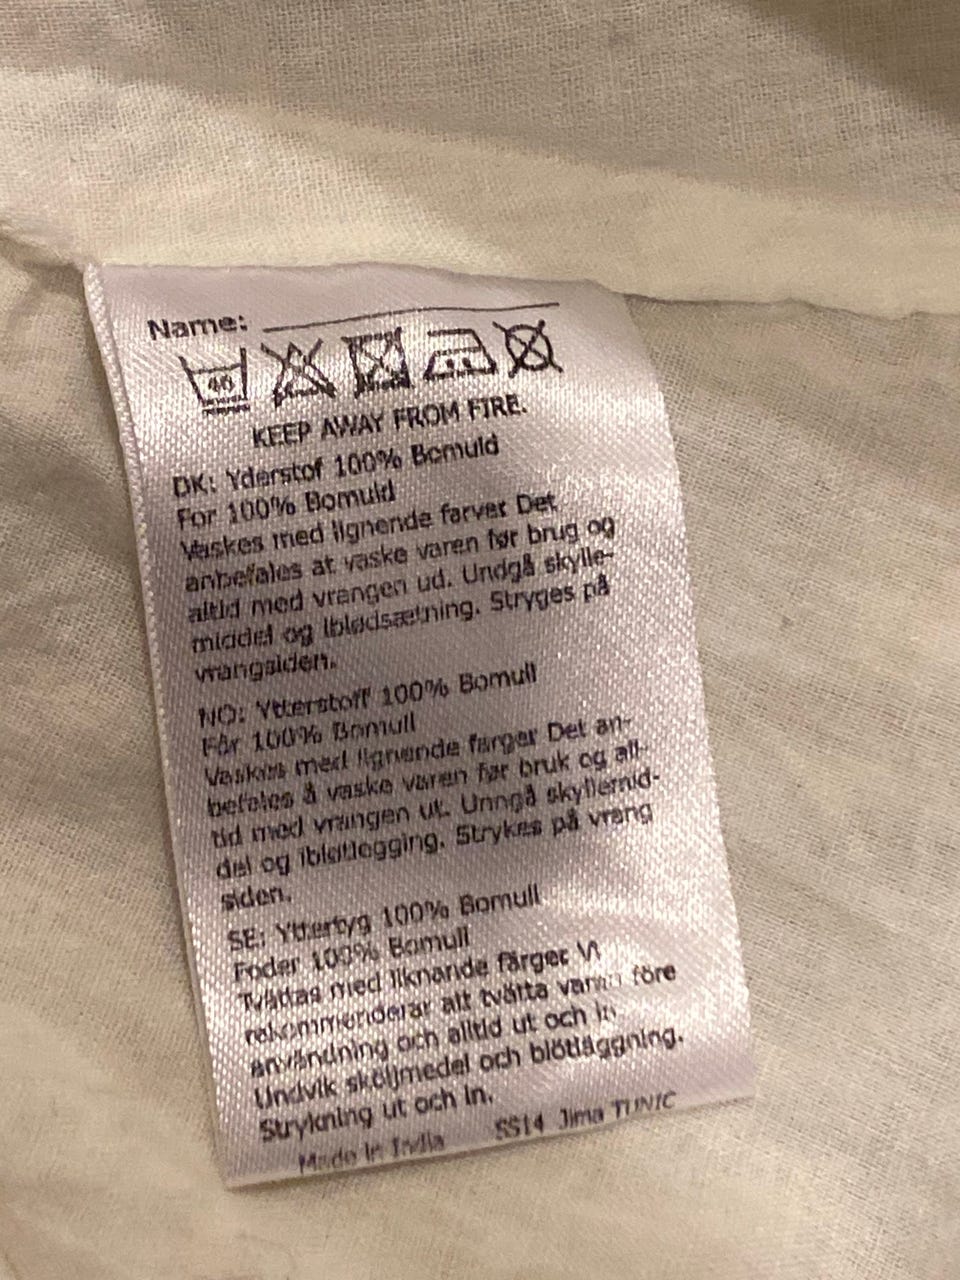 Name:
40
KEEP AWAY FROM FIRE.
DK: Yderstof 100% Bomuld
For 100% Bomuld
Vaskes med lignende farver Det
anbefales at vaske varen før brug og
altid med vrangen ud. Undgå skylle-
middel og iblødsætning. Stryges på
vrangsiden.
NO: Ytterstoff 100% Bomull
Fôr 100% Bomull
Vaskes med lignende farger Det an-
befales å vaske varen før bruk og all-
tid med vrangen ut. Unngå skyllemid-
del og ibløtlegging. Strykes på vrang
siden.
SE: Yttertyg 100% Bomull
Foder 100% Bomull
Tvättas med liknande färger Vi
rekommenderar att tvätta varan före
användning och alltid ut och in
Undvik sköljmedel och blötläggning.
Strykning ut och in.
Made in India SS14 Jima TUNIC